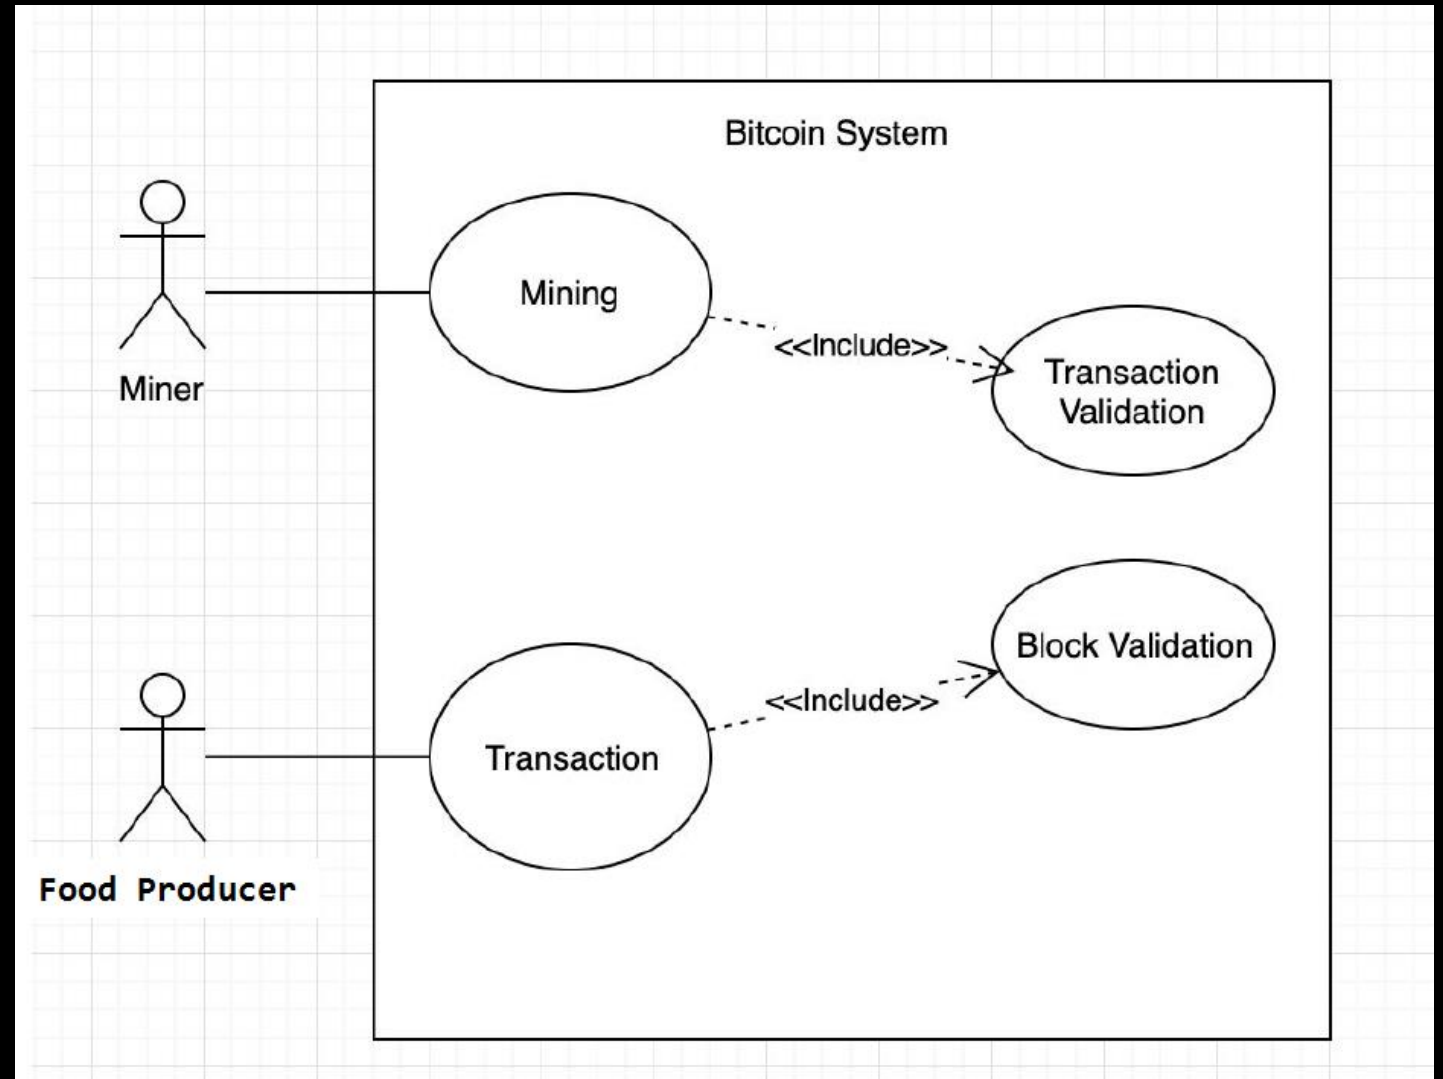 Bitcoin System
Mining
<<Include>>
Transaction
Validation
Miner
Block Validation
<<Include>>
Transaction
Food Producer